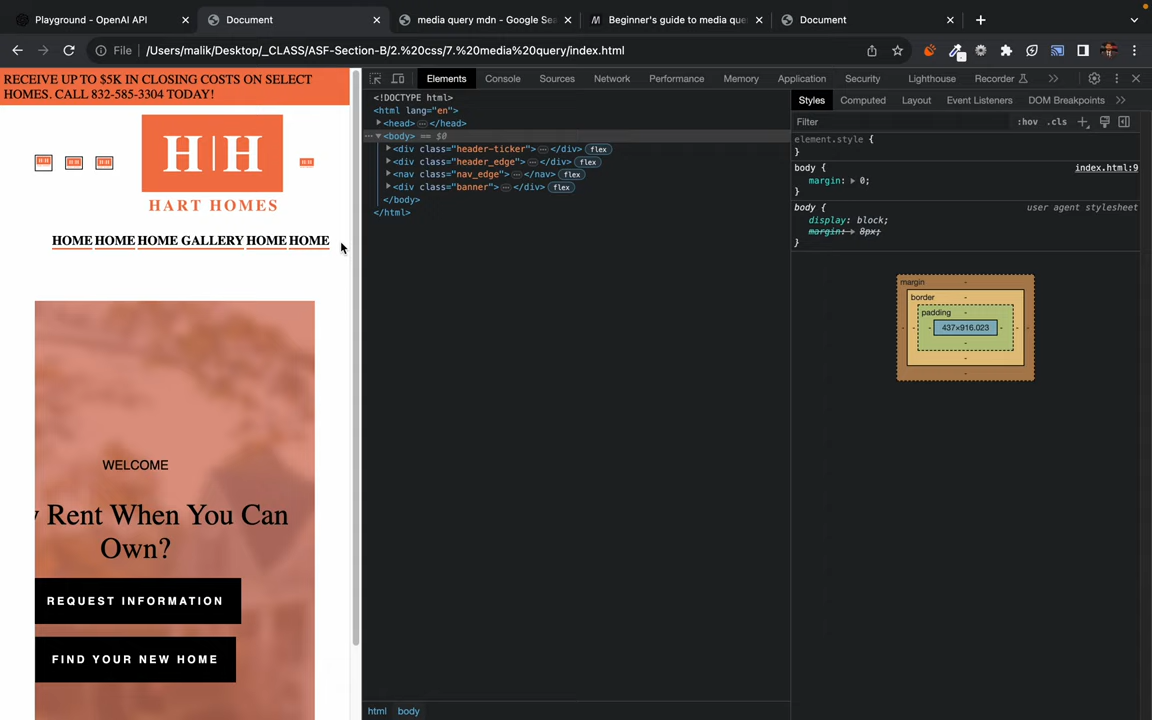 Playground - OpenAI API
Document
media query mdn - Google Sea
Beginner's guide to media que
Document
File
/Users/malik/Desktop/_CLASS/ASF-Section-B/2.%20css/7.%20media%20query/index.html
RECEIVE UP TO $5K IN CLOSING COSTS ON SELECT
HOMES. CALL 832-585-3304 TODAY!
H|H
HART HOMES
HOME HOME HOME GALLERY HOME HOME
WELCOME
Rent When You Can
Own?
REQUEST INFORMATION
FIND YOUR NEW HOME
Elements
Console
Sources
Network
Performance
Memory
Application
Security
Lighthouse
Recorder
<!DOCTYPE html>
<html lang="en">
<head> … </head>
<body> == $0
<div class="header-ticker"> … </div> flex
<div class="header_edge"> … </div> flex
<nav class="nav_edge"> … </nav> flex
<div class="banner"> … </div> flex
</body>
</html>
html body
Styles
Computed
Layout
Event Listeners
DOM Breakpoints
Filter
:hov .cls
element.style {
}
body {
index.html:9
margin: 0;
}
body {
user agent stylesheet
display: block;
margin: 8px;
}
margin
-
border
-
padding
-
437×916.023